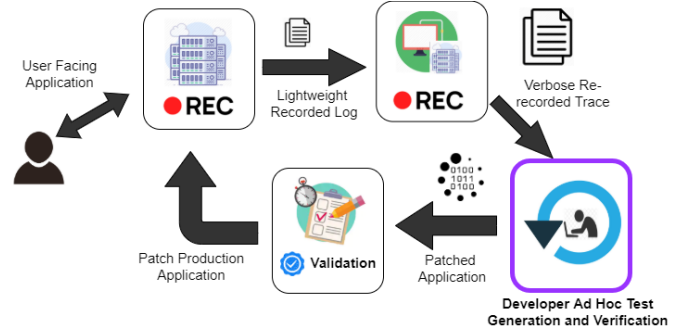 User Facing
Application
REC
Lightweight
Recorded Log
REC
Verbose Re-
recorded Trace
0100
1011
0100
Developer Ad Hoc Test
Generation and Verification
Patched
Application
Validation
Patch Production
Application